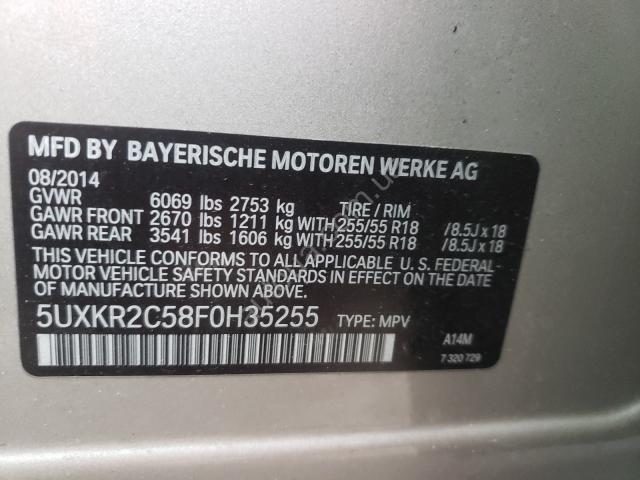 MFD BY BAYERISCHE MOTOREN WERKE AG
08/2014
GVWR 6069 lbs 2753 kg TIRE / RIM
GAWR FRONT 2670 lbs 1211 kg WITH 255/55 R18 /8.5J x 18
GAWR REAR 3541 lbs 1606 kg WITH 255/55 R18 /8.5J x 18
THIS VEHICLE CONFORMS TO ALL APPLICABLE U. S. FEDERAL-
MOTOR VEHICLE SAFETY STANDARDS IN EFFECT ON THE DATE OF
MANUFACTURE SHOWN ABOVE.
5UXKR2C58F0H35255 TYPE: MPV A14M
7 320 729